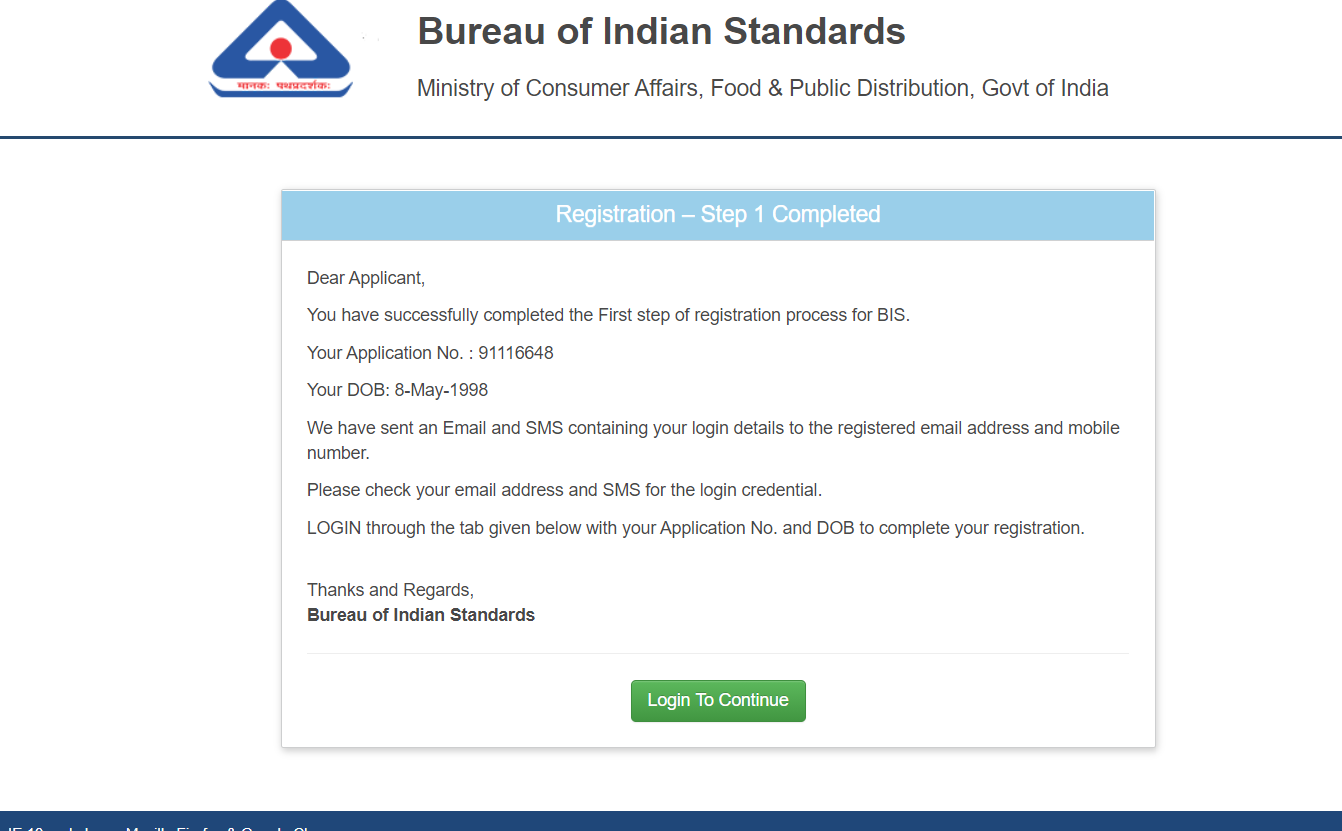 Bureau of Indian Standards
मानकः पथप्रदर्शकः
Ministry of Consumer Affairs, Food & Public Distribution, Govt of India
Registration – Step 1 Completed
Dear Applicant,
You have successfully completed the First step of registration process for BIS.
Your Application No. : 91116648
Your DOB: 8-May-1998
We have sent an Email and SMS containing your login details to the registered email address and mobile
number.
Please check your email address and SMS for the login credential.
LOGIN through the tab given below with your Application No. and DOB to complete your registration.
Thanks and Regards,
Bureau of Indian Standards
Login To Continue